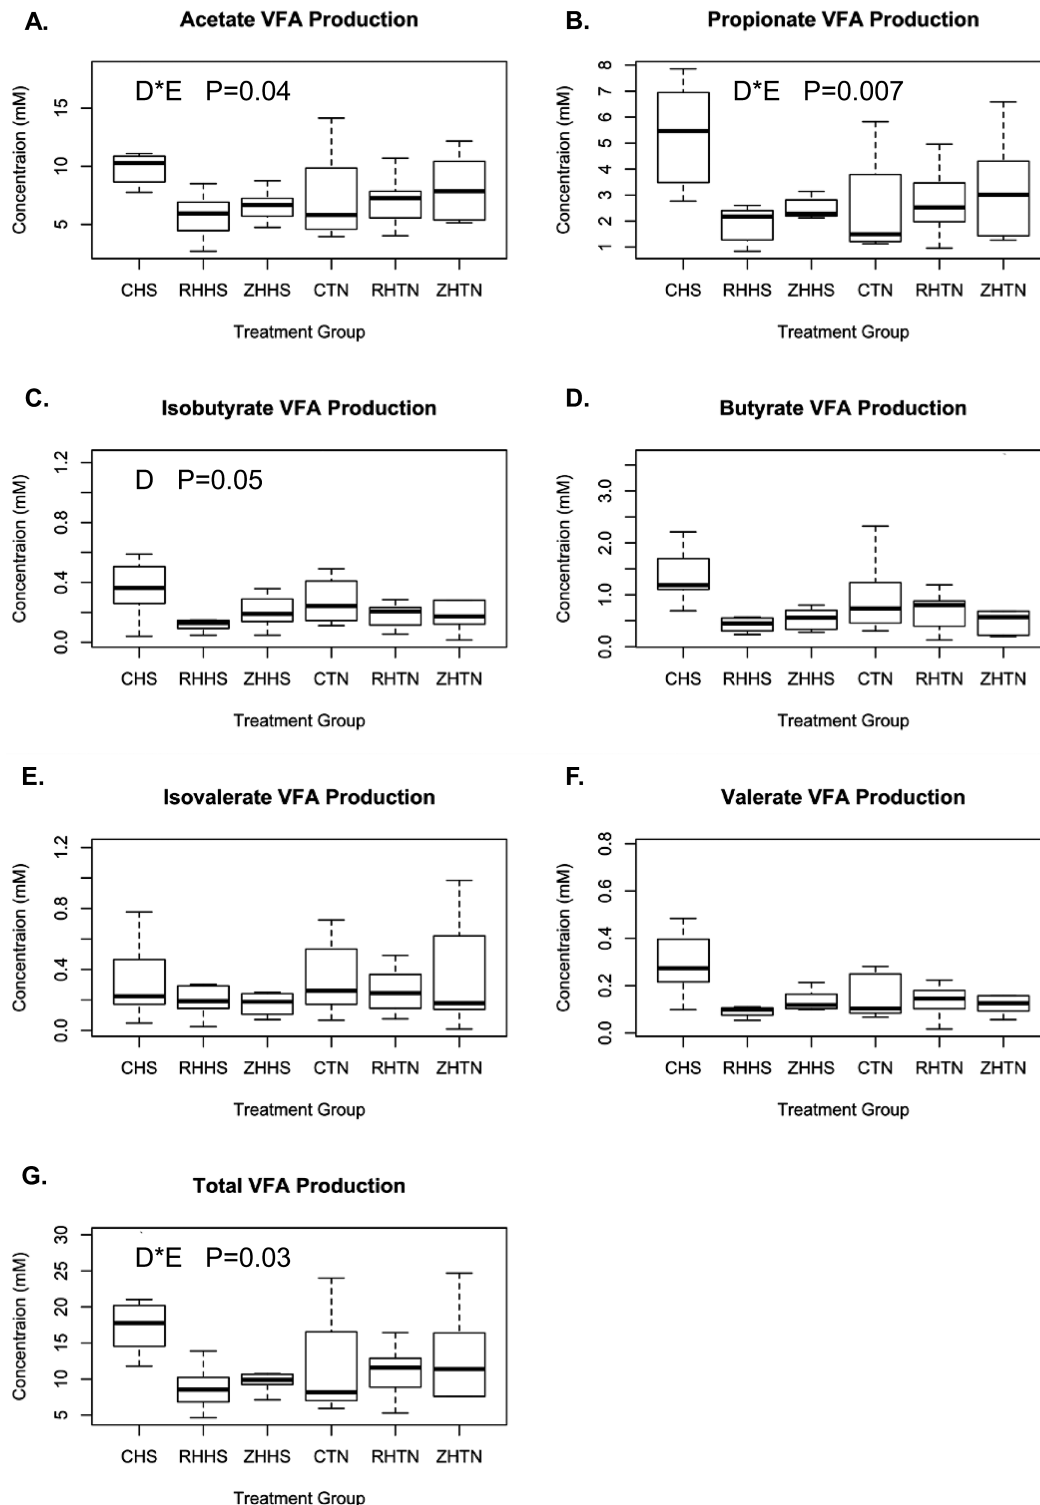 A.
Acetate VFA Production
D*E P=0.04
Concentraion (mM)
15
10
5
CHS RHHS ZHHS CTN RHTN ZHTN
Treatment Group
B.
Propionate VFA Production
D*E P=0.007
Concentraion (mM)
8
7
6
5
4
3
2
1
CHS RHHS ZHHS CTN RHTN ZHTN
Treatment Group
C.
Isobutyrate VFA Production
D P=0.05
Concentraion (mM)
1.2
0.8
0.4
0.0
CHS RHHS ZHHS CTN RHTN ZHTN
Treatment Group
D.
Butyrate VFA Production
Concentraion (mM)
3.0
2.0
1.0
0.0
CHS RHHS ZHHS CTN RHTN ZHTN
Treatment Group
E.
Isovalerate VFA Production
Concentraion (mM)
1.2
0.8
0.4
0.0
CHS RHHS ZHHS CTN RHTN ZHTN
Treatment Group
F.
Valerate VFA Production
Concentraion (mM)
0.8
0.6
0.4
0.2
0.0
CHS RHHS ZHHS CTN RHTN ZHTN
Treatment Group
G.
Total VFA Production
D*E P=0.03
Concentraion (mM)
30
25
20
15
10
5
CHS RHHS ZHHS CTN RHTN ZHTN
Treatment Group